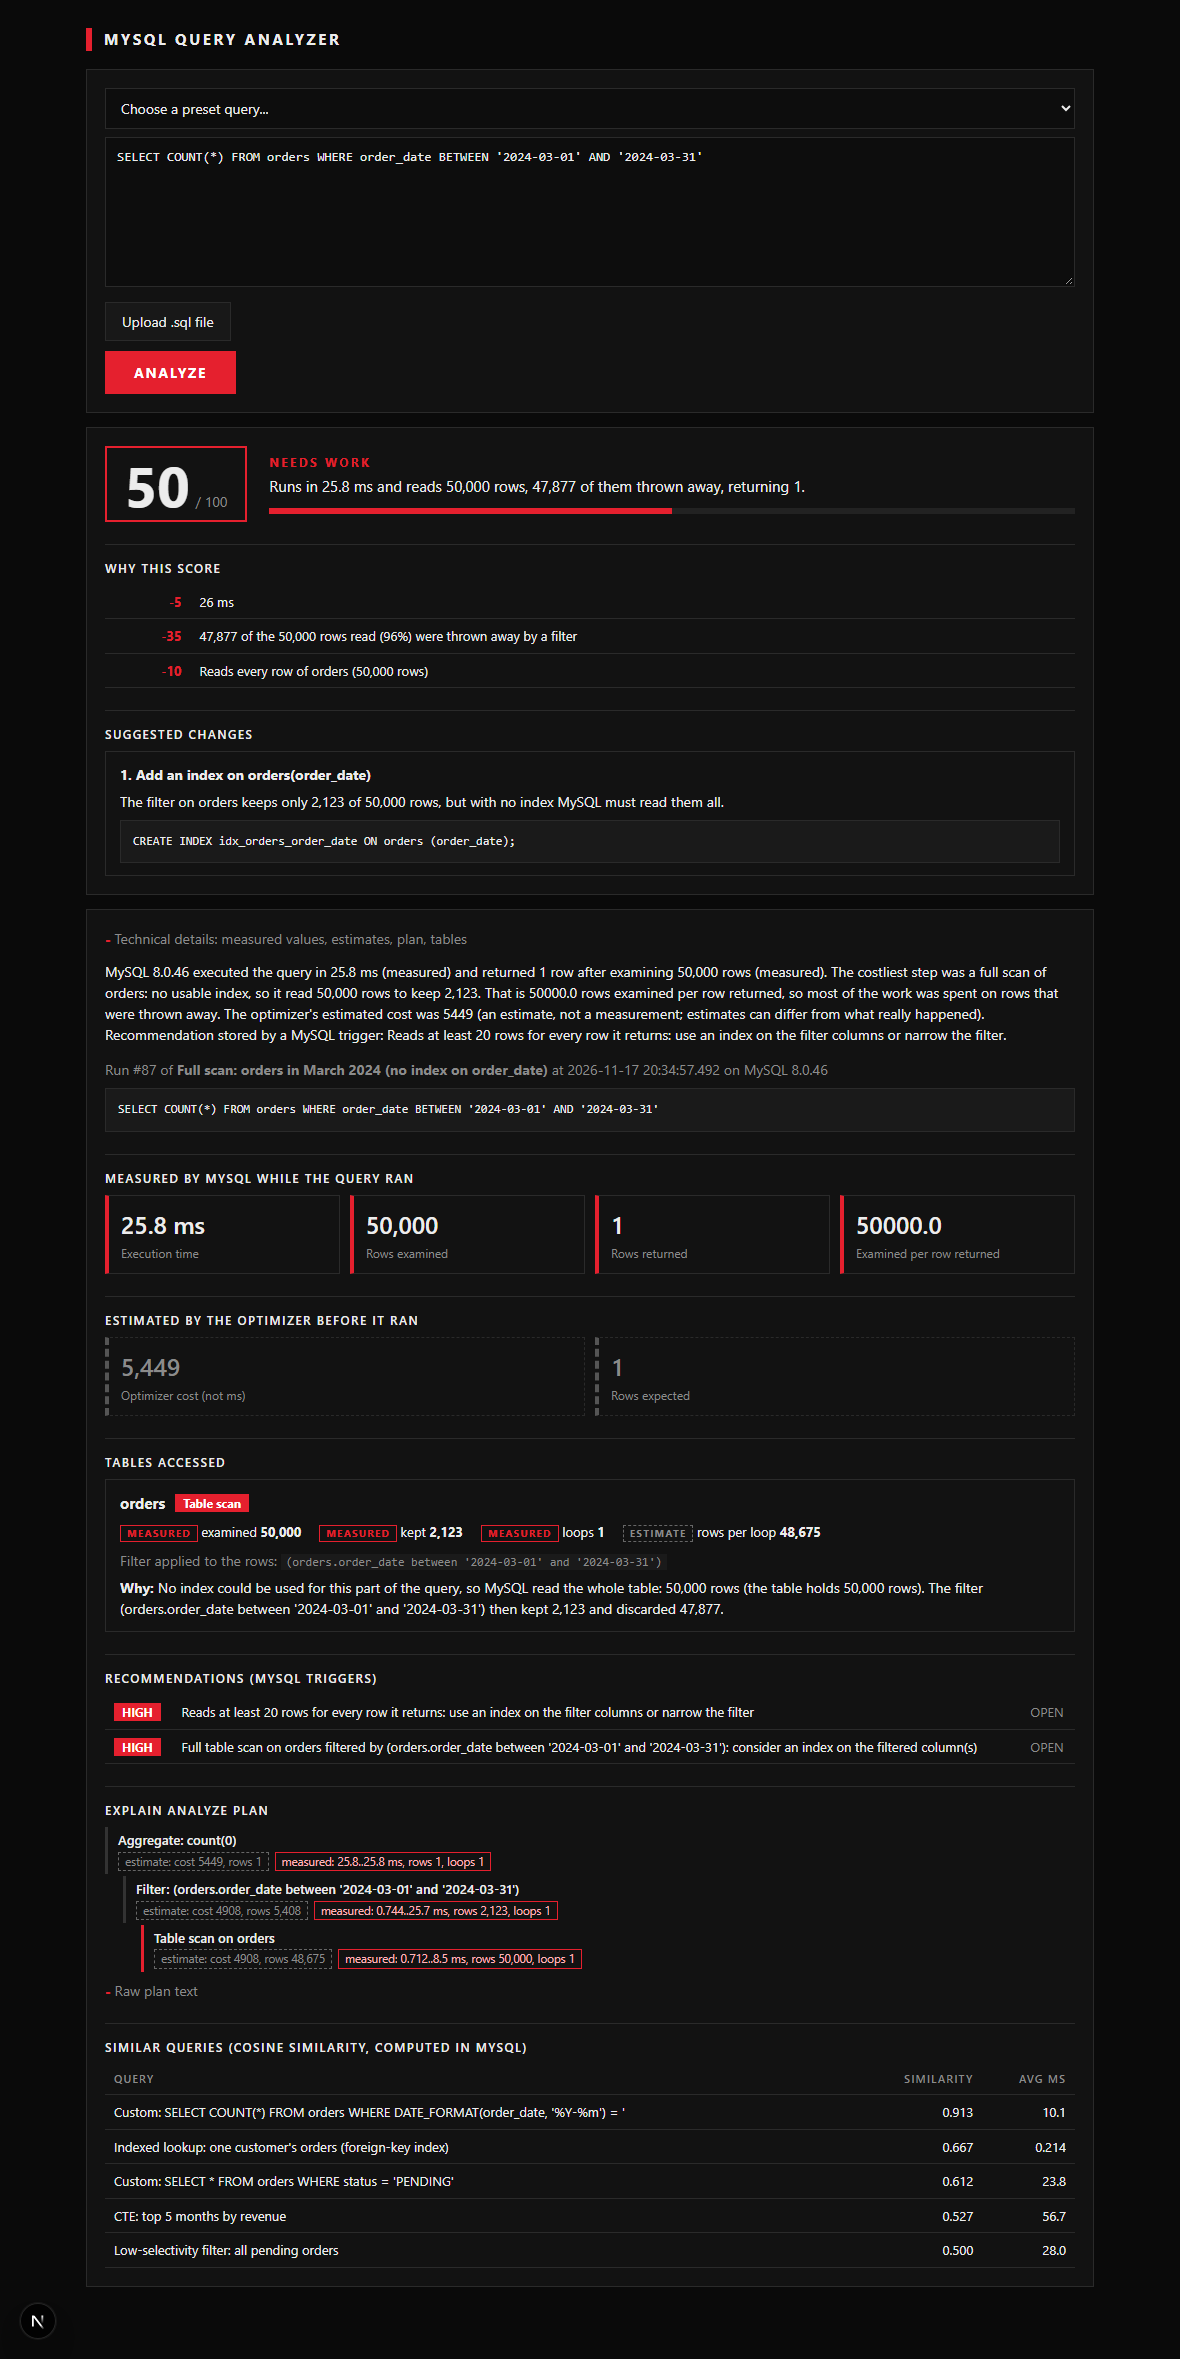 MYSQL QUERY ANALYZER
Choose a preset query...
SELECT COUNT(*) FROM orders WHERE order_date BETWEEN '2024-03-01' AND '2024-03-31'
Upload .sql file
ANALYZE
50 / 100
NEEDS WORK
Runs in 25.8 ms and reads 50,000 rows, 47,877 of them thrown away, returning 1.
WHY THIS SCORE
-5 26 ms
-35 47,877 of the 50,000 rows read (96%) were thrown away by a filter
-10 Reads every row of orders (50,000 rows)
SUGGESTED CHANGES
1. Add an index on orders(order_date)
The filter on orders keeps only 2,123 of 50,000 rows, but with no index MySQL must read them all.
CREATE INDEX idx_orders_order_date ON orders (order_date);
- Technical details: measured values, estimates, plan, tables
MySQL 8.0.46 executed the query in 25.8 ms (measured) and returned 1 row after examining 50,000 rows (measured). The costliest step was a full scan of
orders: no usable index, so it read 50,000 rows to keep 2,123. That is 50000.0 rows examined per row returned, so most of the work was spent on rows that
were thrown away. The optimizer's estimated cost was 5449 (an estimate, not a measurement; estimates can differ from what really happened).
Recommendation stored by a MySQL trigger: Reads at least 20 rows for every row it returns: use an index on the filter columns or narrow the filter.
Run #87 of Full scan: orders in March 2024 (no index on order_date) at 2026-11-17 20:34:57.492 on MySQL 8.0.46
SELECT COUNT(*) FROM orders WHERE order_date BETWEEN '2024-03-01' AND '2024-03-31'
MEASURED BY MYSQL WHILE THE QUERY RAN
25.8 ms
Execution time
50,000
Rows examined
1
Rows returned
50000.0
Examined per row returned
ESTIMATED BY THE OPTIMIZER BEFORE IT RAN
5,449
Optimizer cost (not ms)
1
Rows expected
TABLES ACCESSED
orders Table scan
MEASURED examined 50,000 MEASURED kept 2,123 MEASURED loops 1 ESTIMATE rows per loop 48,675
Filter applied to the rows: (orders.order_date between '2024-03-01' and '2024-03-31')
Why: No index could be used for this part of the query, so MySQL read the whole table: 50,000 rows (the table holds 50,000 rows). The filter
(orders.order_date between '2024-03-01' and '2024-03-31') then kept 2,123 and discarded 47,877.
RECOMMENDATIONS (MYSQL TRIGGERS)
HIGH Reads at least 20 rows for every row it returns: use an index on the filter columns or narrow the filter OPEN
HIGH Full table scan on orders filtered by (orders.order_date between '2024-03-01' and '2024-03-31'): consider an index on the filtered column(s) OPEN
EXPLAIN ANALYZE PLAN
Aggregate: count(0)
estimate: cost 5449, rows 1 measured: 25.8..25.8 ms, rows 1, loops 1
Filter: (orders.order_date between '2024-03-01' and '2024-03-31')
estimate: cost 4908, rows 5,408 measured: 0.744..25.7 ms, rows 2,123, loops 1
Table scan on orders
estimate: cost 4908, rows 48,675 measured: 0.712..8.5 ms, rows 50,000, loops 1
- Raw plan text
SIMILAR QUERIES (COSINE SIMILARITY, COMPUTED IN MYSQL)
QUERY SIMILARITY AVG MS
Custom: SELECT COUNT(*) FROM orders WHERE DATE_FORMAT(order_date, '%Y-%m') = ' 0.913 10.1
Indexed lookup: one customer's orders (foreign-key index) 0.667 0.214
Custom: SELECT * FROM orders WHERE status = 'PENDING' 0.612 23.8
CTE: top 5 months by revenue 0.527 56.7
Low-selectivity filter: all pending orders 0.500 28.0
N